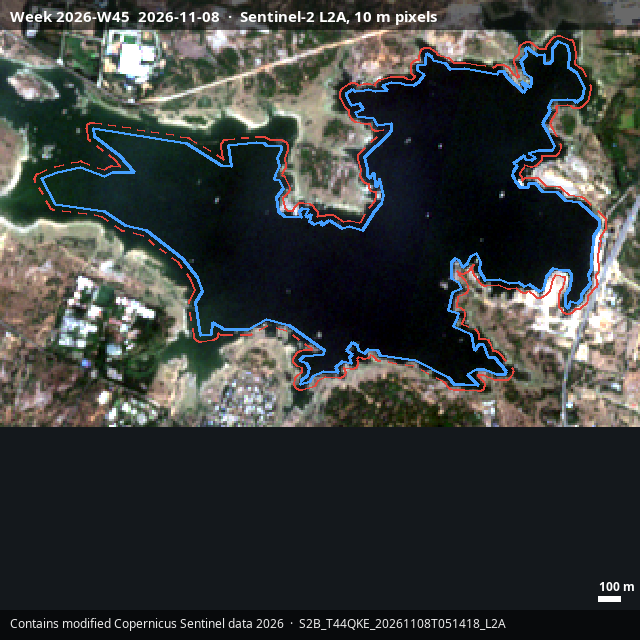 Week 2026-W45 2026-11-08 · Sentinel-2 L2A, 10 m pixels
100 m
Contains modified Copernicus Sentinel data 2026 · S2B_T44QKE_20261108T051418_L2A